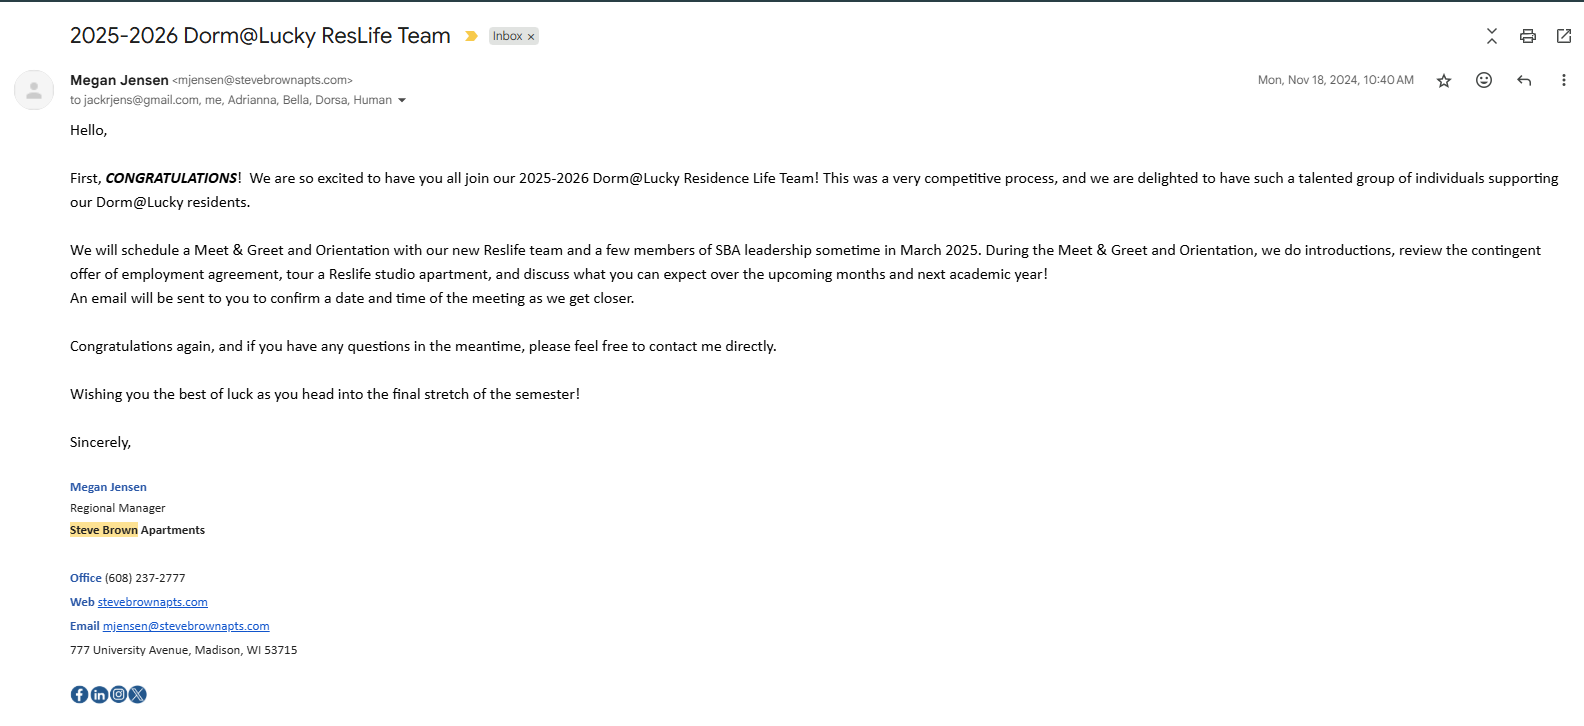 2025-2026 Dorm@Lucky ResLife Team Inbox ×
Megan Jensen <mjensen@stevebrownapts.com> Mon, Nov 18, 2024, 10:40 AM
to jackrjens@gmail.com, me, Adrianna, Bella, Dorsa, Human
Hello,
First, CONGRATULATIONS!  We are so excited to have you all join our 2025-2026 Dorm@Lucky Residence Life Team! This was a very competitive process, and we are delighted to have such a talented group of individuals supporting
our Dorm@Lucky residents.
We will schedule a Meet & Greet and Orientation with our new Reslife team and a few members of SBA leadership sometime in March 2025. During the Meet & Greet and Orientation, we do introductions, review the contingent
offer of employment agreement, tour a Reslife studio apartment, and discuss what you can expect over the upcoming months and next academic year!
An email will be sent to you to confirm a date and time of the meeting as we get closer.
Congratulations again, and if you have any questions in the meantime, please feel free to contact me directly.
Wishing you the best of luck as you head into the final stretch of the semester!
Sincerely,
Megan Jensen
Regional Manager
Steve Brown Apartments
Office (608) 237-2777
Web stevebrownapts.com
Email mjensen@stevebrownapts.com
777 University Avenue, Madison, WI 53715